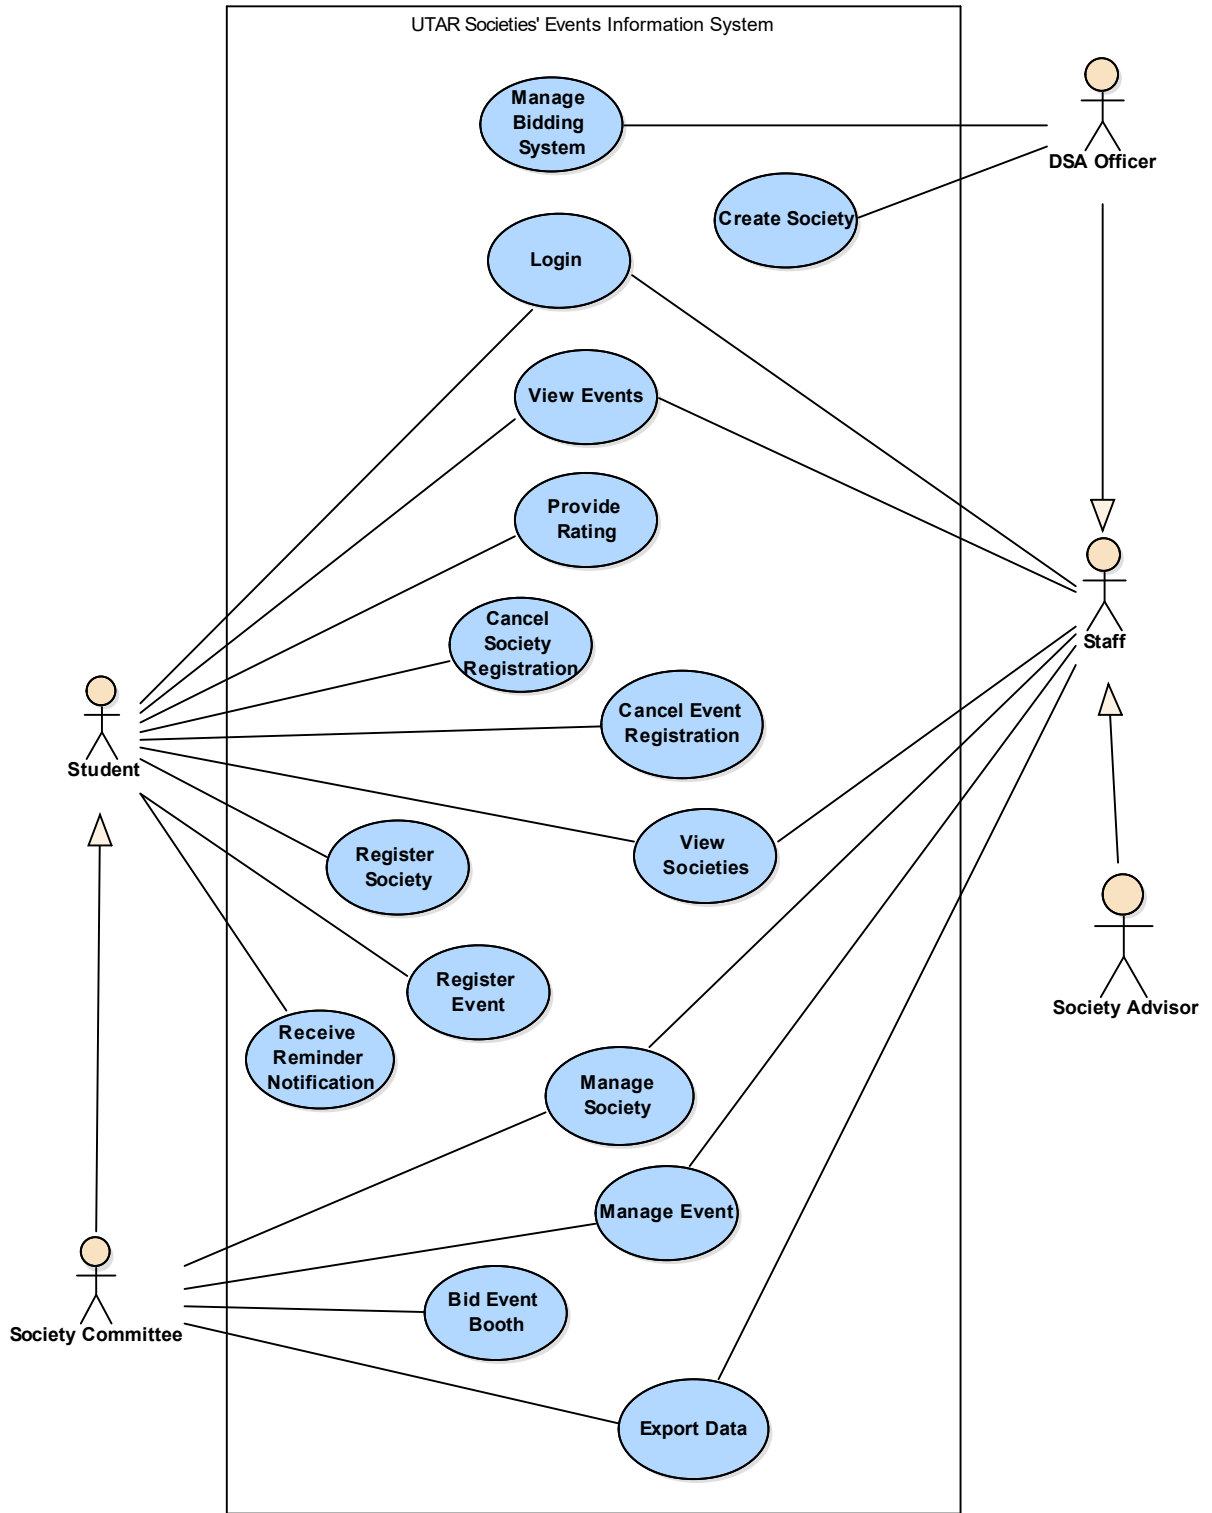 UTAR Societies' Events Information System
Manage
Bidding
System
DSA Officer
Create Society
Login
View Events
Provide
Rating
Cancel
Society
Registration
Staff
Cancel Event
Registration
Student
View
Societies
Register
Society
Register
Event
Society Advisor
Receive
Reminder
Notification
Manage
Society
Manage Event
Bid Event
Booth
Society Committee
Export Data